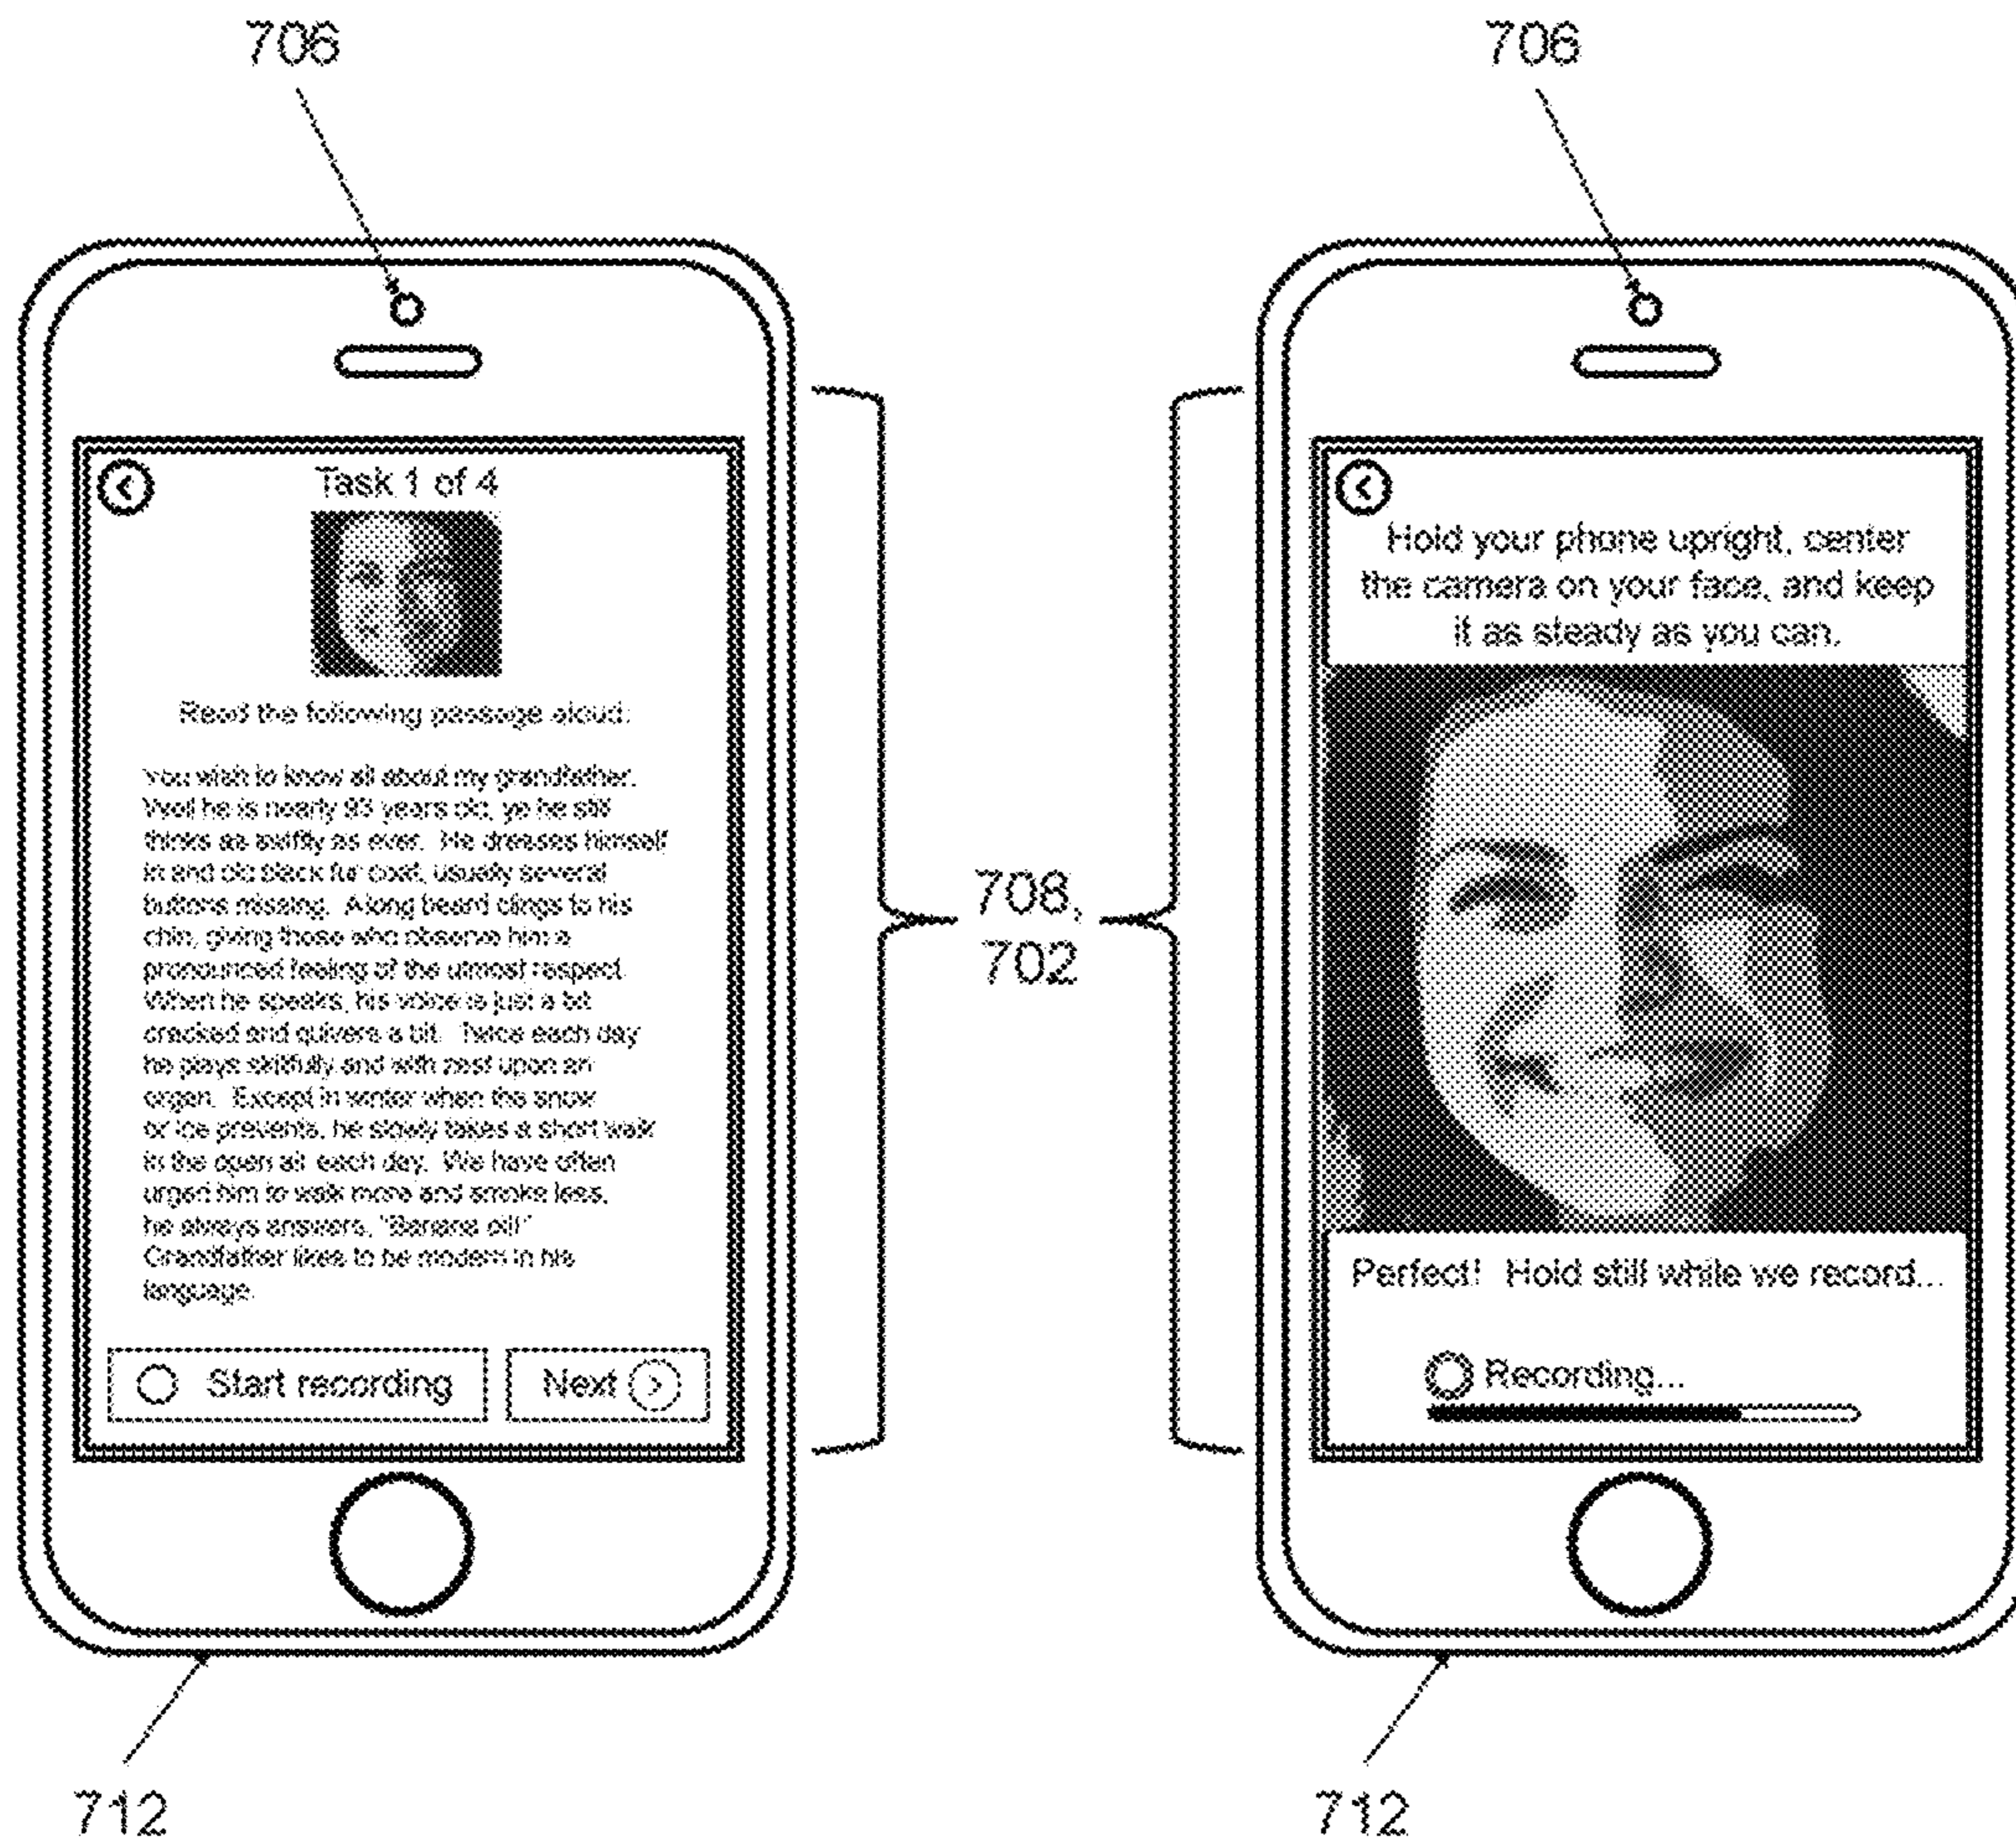 706
706
Task 1 of 4
Read the following passage aloud:
You wish to know all about my grandfather.
Well he is nearly 93 years old, ye he still
thinks as swiftly as ever. He dresses himself
in and old black fur coat, usually several
buttons missing. Along beard clings to his
chin, giving those who observe him a
pronounced feeling of the utmost respect.
When he speaks, his voice is just a bit
cracked and quivers a bit. Twice each day
he plays skillfully and with zest upon an
organ. Except in winter when the snow
or ice prevents, he slowly takes a short walk
in the open air each day. We have often
urged him to walk more and smoke less,
he always answers, "Banana oil!"
Grandfather likes to be modern in his
language.
Start recording
Next
708,
702
Hold your phone upright, center
the camera on your face, and keep
it as steady as you can.
Perfect! Hold still while we record...
Recording...
712
712